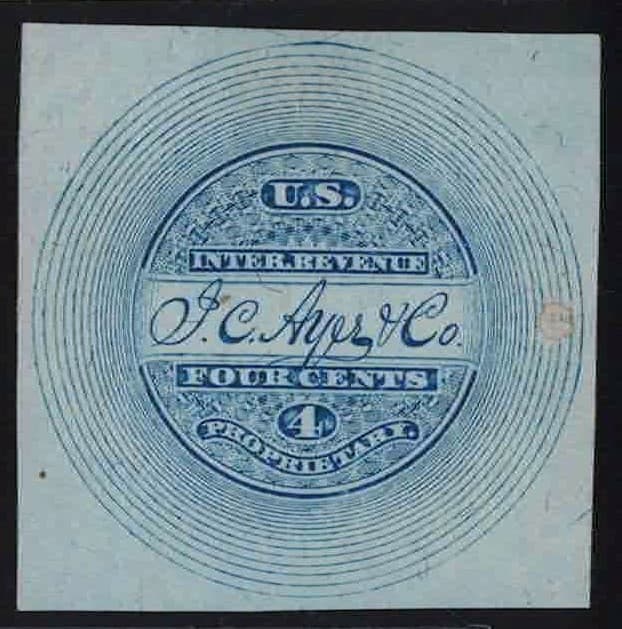 U.S.
INTER. REVENUE
J. C. Ayer & Co.
FOUR CENTS
4
PROPRIETARY.